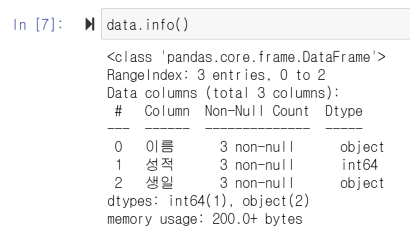 In [7]: data.info()
<class 'pandas.core.frame.DataFrame'>
RangeIndex: 3 entries, 0 to 2
Data columns (total 3 columns):
 #   Column  Non-Null Count  Dtype
---  ------  --------------  -----
 0   이름      3 non-null      object
 1   성적      3 non-null      int64
 2   생일      3 non-null      object
dtypes: int64(1), object(2)
memory usage: 200.0+ bytes